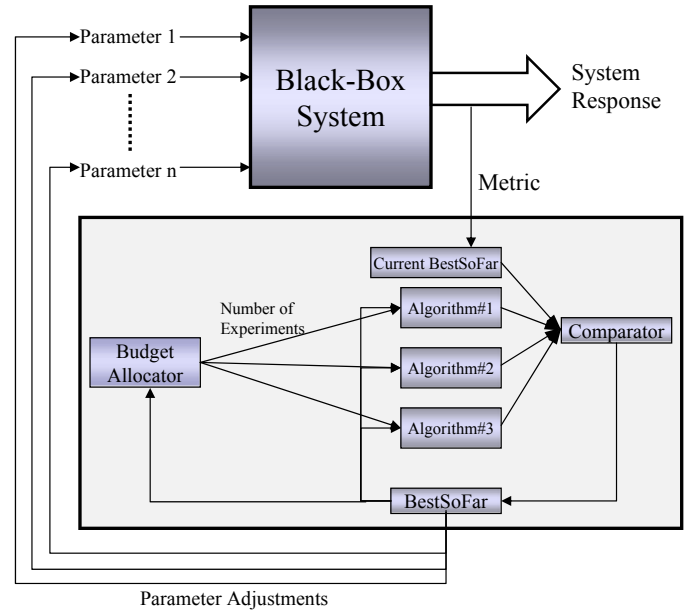 Parameter 1
Parameter 2
Parameter n
Black-Box
System
System
Response
Metric
Current BestSoFar
Number of
Experiments
Algorithm#1
Algorithm#2
Algorithm#3
Comparator
Budget
Allocator
BestSoFar
Parameter Adjustments